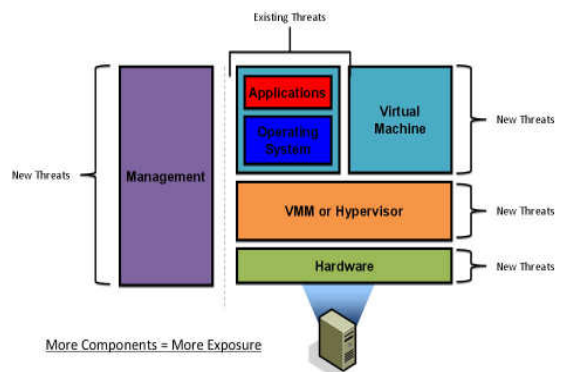 Existing Threats
Applications
Operating
System
Virtual
Machine
New Threats
New Threats
Management
VMM or Hypervisor
New Threats
Hardware
New Threats
More Components = More Exposure